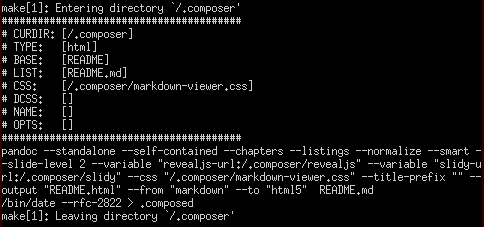 make[1]: Entering directory `/.composer'
########################################
# CURDIR: [/.composer]
# TYPE: [html]
# BASE: [README]
# LIST: [README.md]
# CSS: [/.composer/markdown-viewer.css]
# DCSS: []
# NAME: []
# OPTS: []
########################################
pandoc --standalone --self-contained --chapters --listings --normalize --smart -
-slide-level 2 --variable "revealjs-url:/.composer/revealjs" --variable "slidy-u
rl:/.composer/slidy" --css "/.composer/markdown-viewer.css" --title-prefix "" --
output "README.html" --from "markdown" --to "html5"  README.md
/bin/date --rfc-2822 > .composed
make[1]: Leaving directory `/.composer'